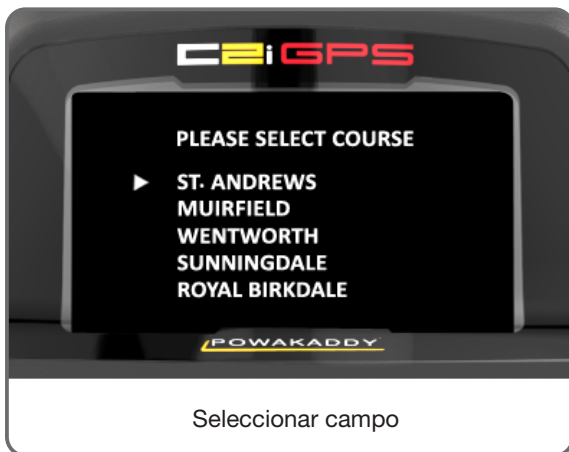 C2i GPS
PLEASE SELECT COURSE
ST. ANDREWS
MUIRFIELD
WENTWORTH
SUNNINGDALE
ROYAL BIRKDALE
POWAKADDY
Seleccionar campo